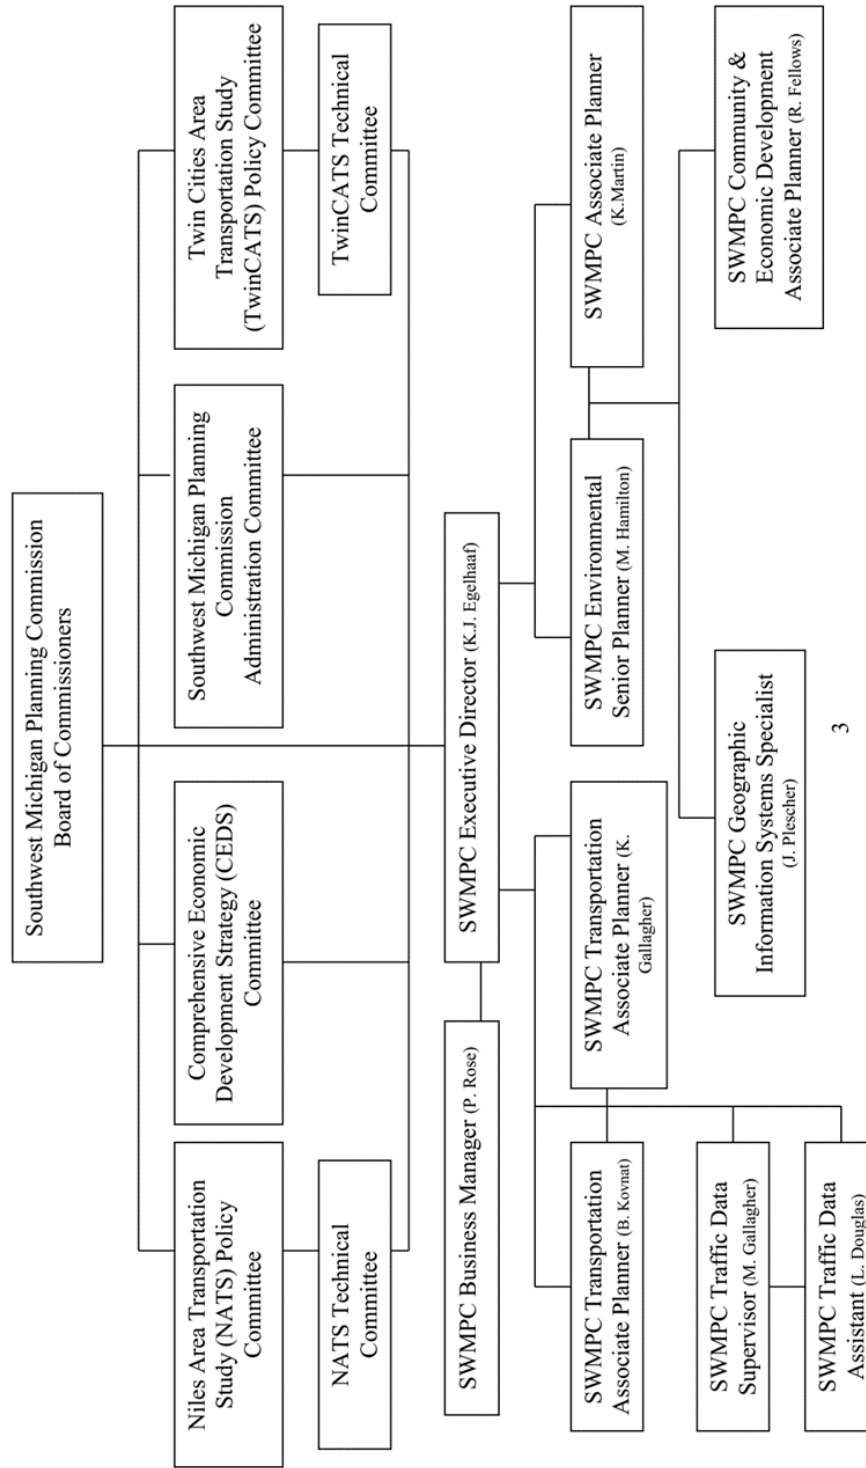 Southwest Michigan Planning Commission
Board of Commissioners
Niles Area Transportation
Study (NATS) Policy
Committee
Comprehensive Economic
Development Strategy (CEDS)
Committee
Southwest Michigan Planning
Commission
Administration Committee
Twin Cities Area
Transportation Study
(TwinCATS) Policy Committee
NATS Technical
Committee
TwinCATS Technical
Committee
SWMPC Business Manager (P. Rose)
SWMPC Executive Director (K.J. Egelhaaf)
SWMPC Transportation
Associate Planner (B. Kovnat)
SWMPC Transportation
Associate Planner (K.
Gallagher)
SWMPC Environmental
Senior Planner (M. Hamilton)
SWMPC Associate Planner
(K.Martin)
SWMPC Traffic Data
Supervisor (M. Gallagher)
SWMPC Traffic Data
Assistant (L. Douglas)
SWMPC Geographic
Information Systems Specialist
(J. Plescher)
SWMPC Community &
Economic Development
Associate Planner (R. Fellows)
3